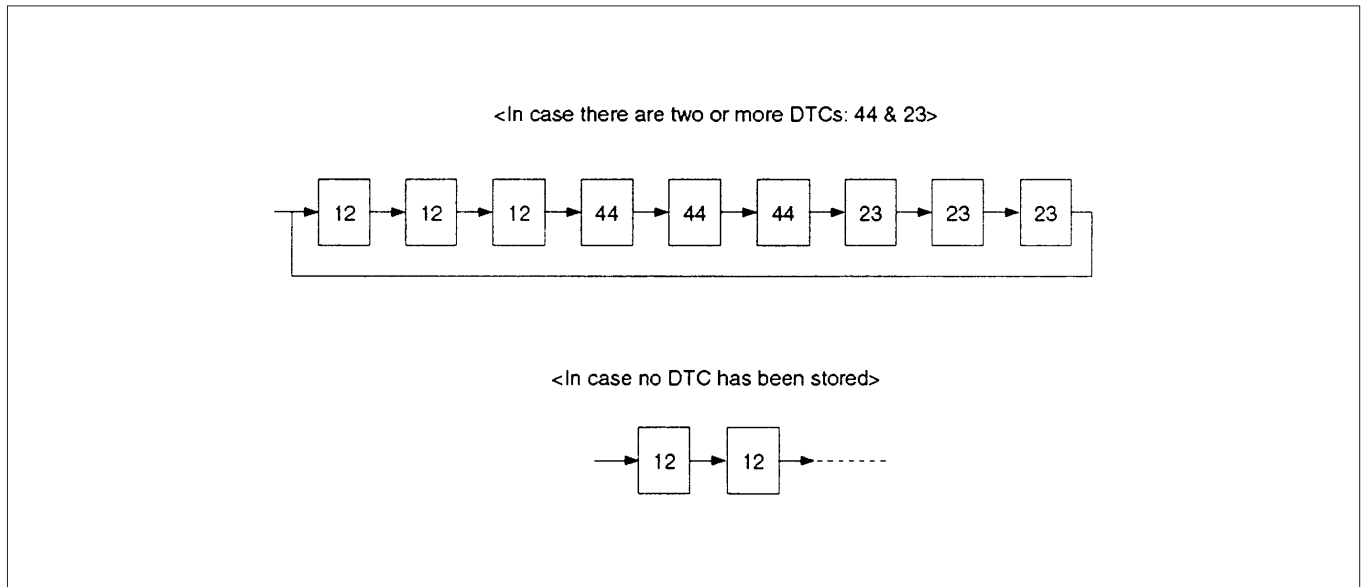 <In case there are two or more DTCs: 44 & 23>
12 12 12 44 44 44 23 23 23
<In case no DTC has been stored>
12 12